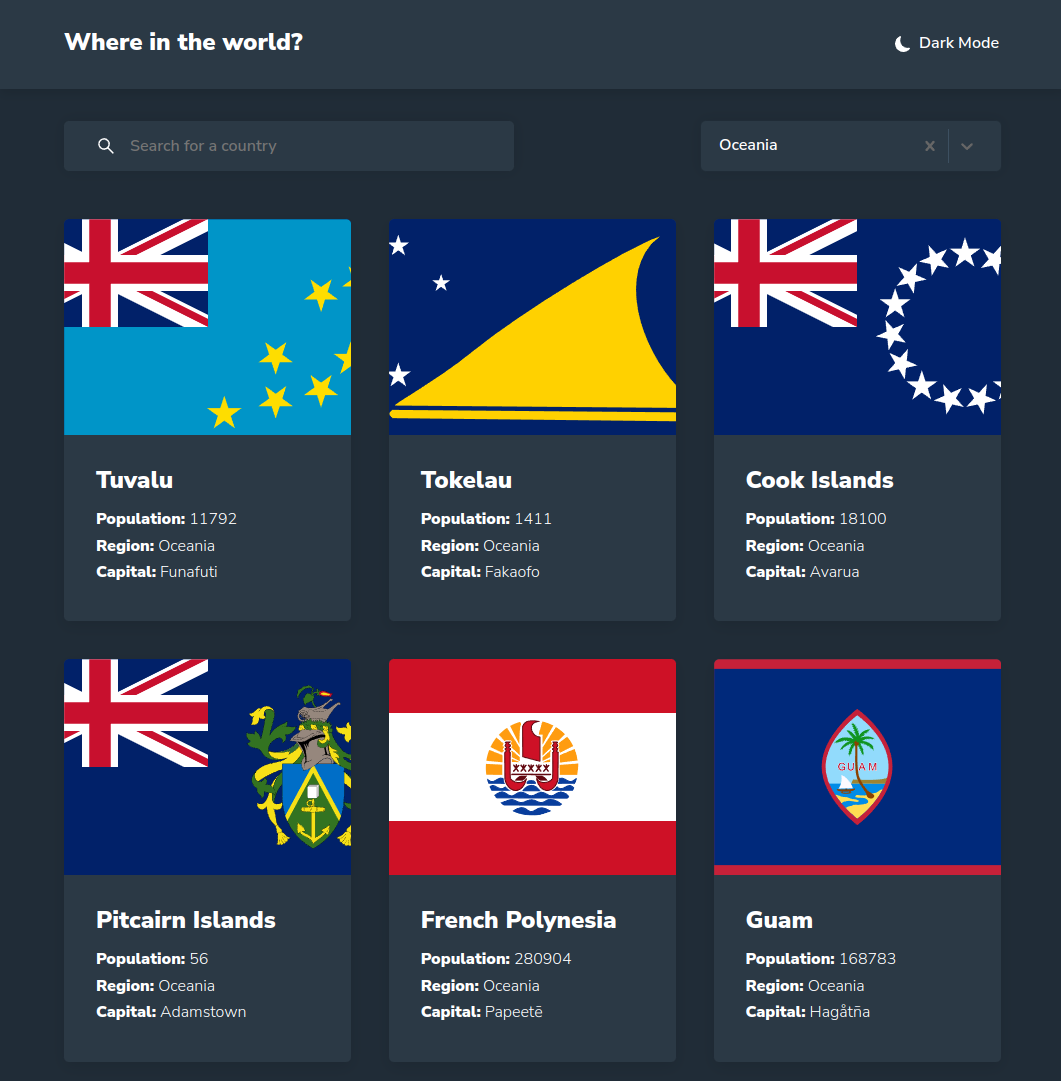 Where in the world?
Dark Mode
Search for a country
Oceania
Tuvalu
Population: 11792
Region: Oceania
Capital: Funafuti
Tokelau
Population: 1411
Region: Oceania
Capital: Fakaofo
Cook Islands
Population: 18100
Region: Oceania
Capital: Avarua
Pitcairn Islands
Population: 56
Region: Oceania
Capital: Adamstown
French Polynesia
Population: 280904
Region: Oceania
Capital: Papeetē
GUAM
Guam
Population: 168783
Region: Oceania
Capital: Hagåtña